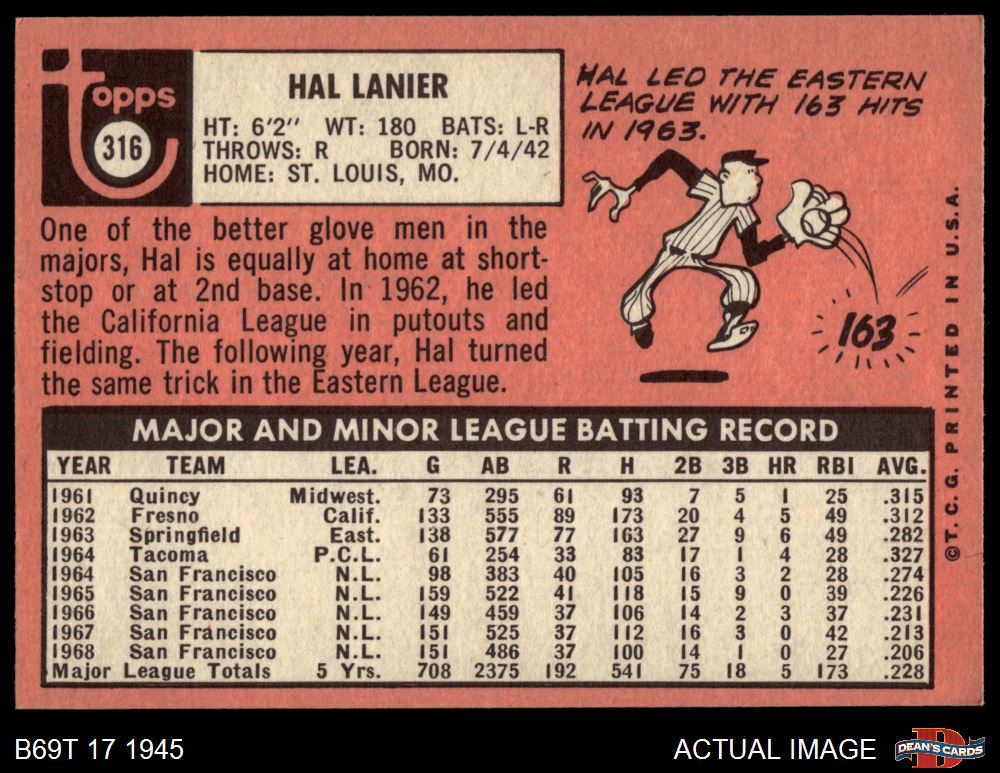 Topps
316
HAL LANIER
HT: 6'2" WT: 180 BATS: L-R
THROWS: R BORN: 7/4/42
HOME: ST. LOUIS, MO.
One of the better glove men in the
majors, Hal is equally at home at short-
stop or at 2nd base. In 1962, he led
the California League in putouts and
fielding. The following year, Hal turned
the same trick in the Eastern League.
HAL LED THE EASTERN
LEAGUE WITH 163 HITS
IN 1963.
163
©T.C.G. PRINTED IN U.S.A.
MAJOR AND MINOR LEAGUE BATTING RECORD
YEAR TEAM LEA. G AB R H 2B 3B HR RBI AVG.
1961 Quincy Midwest. 73 295 61 93 7 5 1 25 .315
1962 Fresno Calif. 133 555 89 173 20 4 5 49 .312
1963 Springfield East. 138 577 77 163 27 9 6 49 .282
1964 Tacoma P.C.L. 61 254 33 83 17 1 4 28 .327
1964 San Francisco N.L. 98 383 40 105 16 3 2 28 .274
1965 San Francisco N.L. 159 522 41 118 15 9 0 39 .226
1966 San Francisco N.L. 149 459 37 106 14 2 3 37 .231
1967 San Francisco N.L. 151 525 37 112 16 3 0 42 .213
1968 San Francisco N.L. 151 486 37 100 14 1 0 27 .206
Major League Totals 5 Yrs. 708 2375 192 541 75 18 5 173 .228
B69T 17 1945
ACTUAL IMAGE
D
DEAN'S CARDS